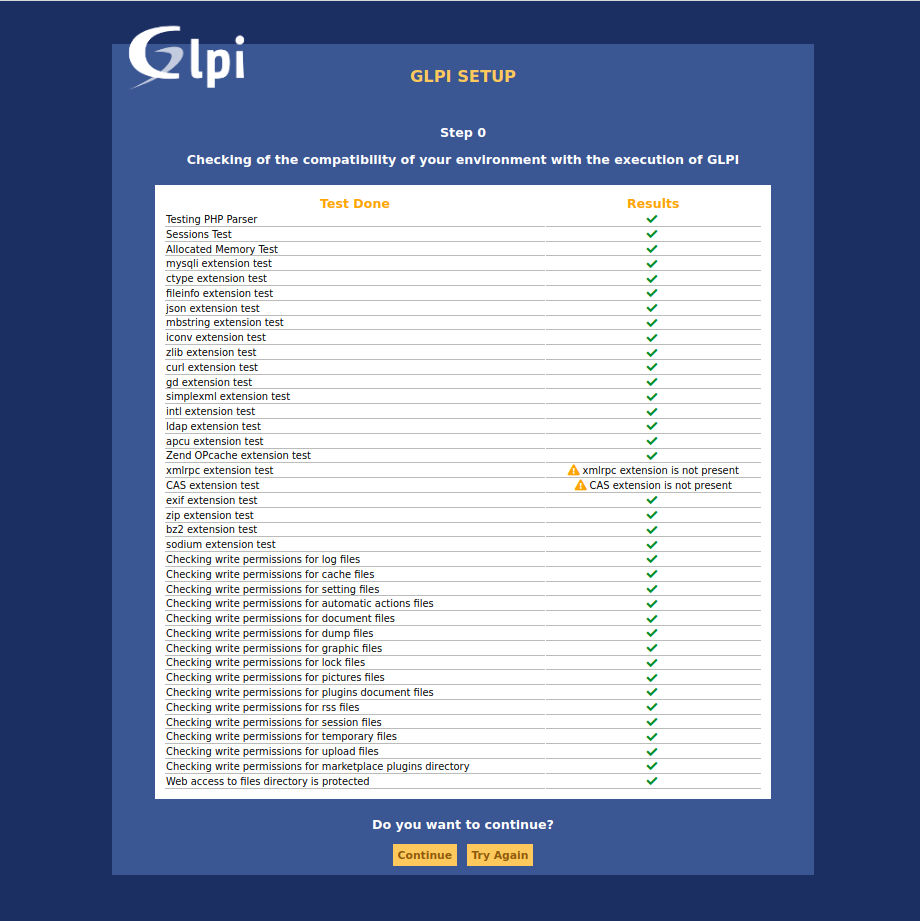 Glpi
GLPI SETUP
Step 0
Checking of the compatibility of your environment with the execution of GLPI
Test Done Results
Testing PHP Parser
Sessions Test
Allocated Memory Test
mysqli extension test
ctype extension test
fileinfo extension test
json extension test
mbstring extension test
iconv extension test
zlib extension test
curl extension test
gd extension test
simplexml extension test
intl extension test
ldap extension test
apcu extension test
Zend OPcache extension test
xmlrpc extension test xmlrpc extension is not present
CAS extension test CAS extension is not present
exif extension test
zip extension test
bz2 extension test
sodium extension test
Checking write permissions for log files
Checking write permissions for cache files
Checking write permissions for setting files
Checking write permissions for automatic actions files
Checking write permissions for document files
Checking write permissions for dump files
Checking write permissions for graphic files
Checking write permissions for lock files
Checking write permissions for pictures files
Checking write permissions for plugins document files
Checking write permissions for rss files
Checking write permissions for session files
Checking write permissions for temporary files
Checking write permissions for upload files
Checking write permissions for marketplace plugins directory
Web access to files directory is protected
Do you want to continue?
Continue Try Again